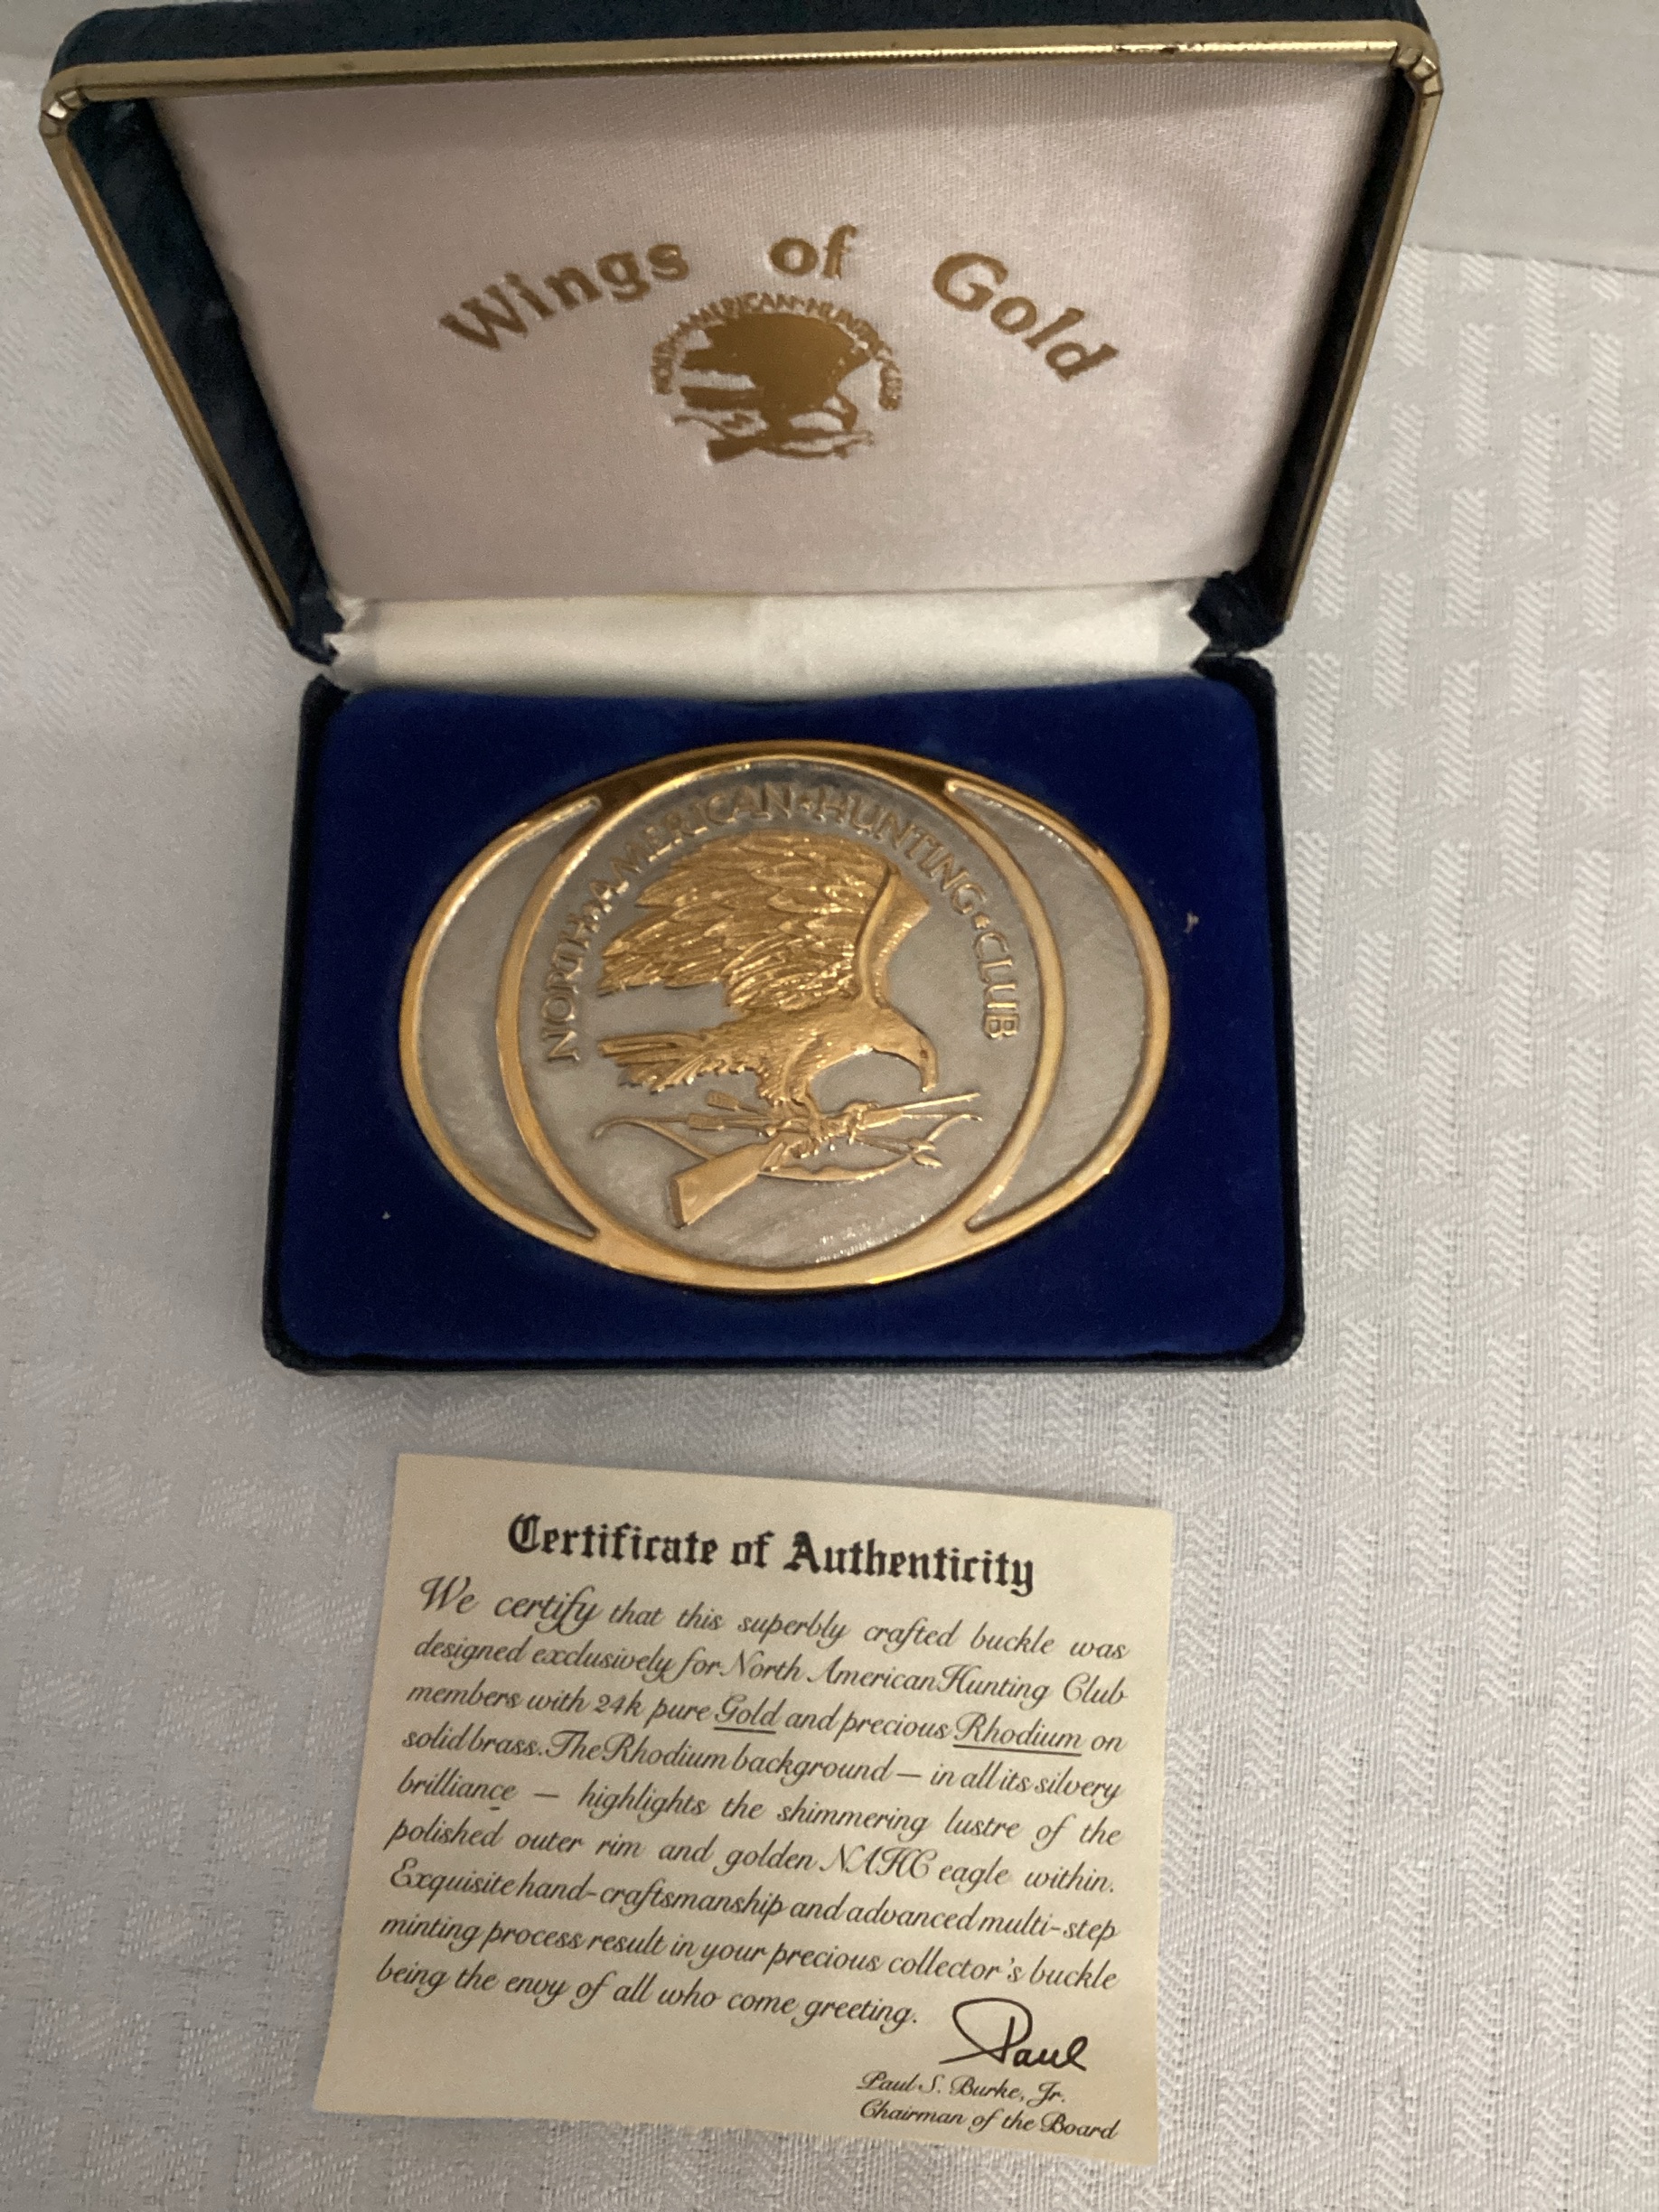 Wings of Gold
NORTH•AMERICAN•HUNTING•CLUB
NORTH•AMERICAN•HUNTING•CLUB
Certificate of Authenticity
We certify that this superbly crafted buckle was
designed exclusively for North American Hunting Club
members with 24k pure Gold and precious Rhodium on
solid brass. The Rhodium background — in all its silvery
brilliance — highlights the shimmering lustre of the
polished outer rim and golden NAHC eagle within.
Exquisite hand-craftsmanship and advanced multi-step
minting process result in your precious collector's buckle
being the envy of all who come greeting.
Paul
Paul S. Burke, Jr.
Chairman of the Board